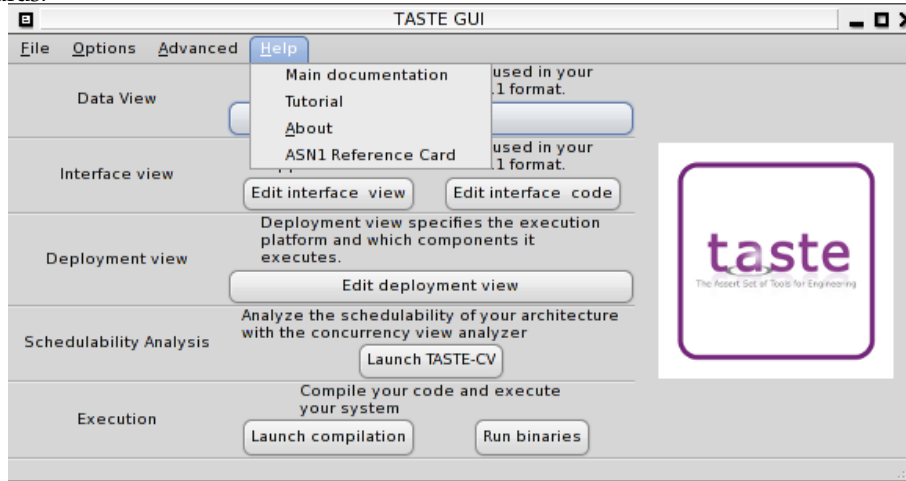 TASTE GUI
File Options Advanced Help
Main documentation
Tutorial
About
ASN1 Reference Card
Data View
used in your
.1 format.
Interface view
used in your
.1 format.
Edit interface view
Edit interface code
Deployment view
Deployment view specifies the execution
platform and which components it
executes.
Edit deployment view
Schedulability Analysis
Analyze the schedulability of your architecture
with the concurrency view analyzer
Launch TASTE-CV
Execution
Compile your code and execute
your system
Launch compilation
Run binaries
taste
The Assert Set of Tools for Engineering